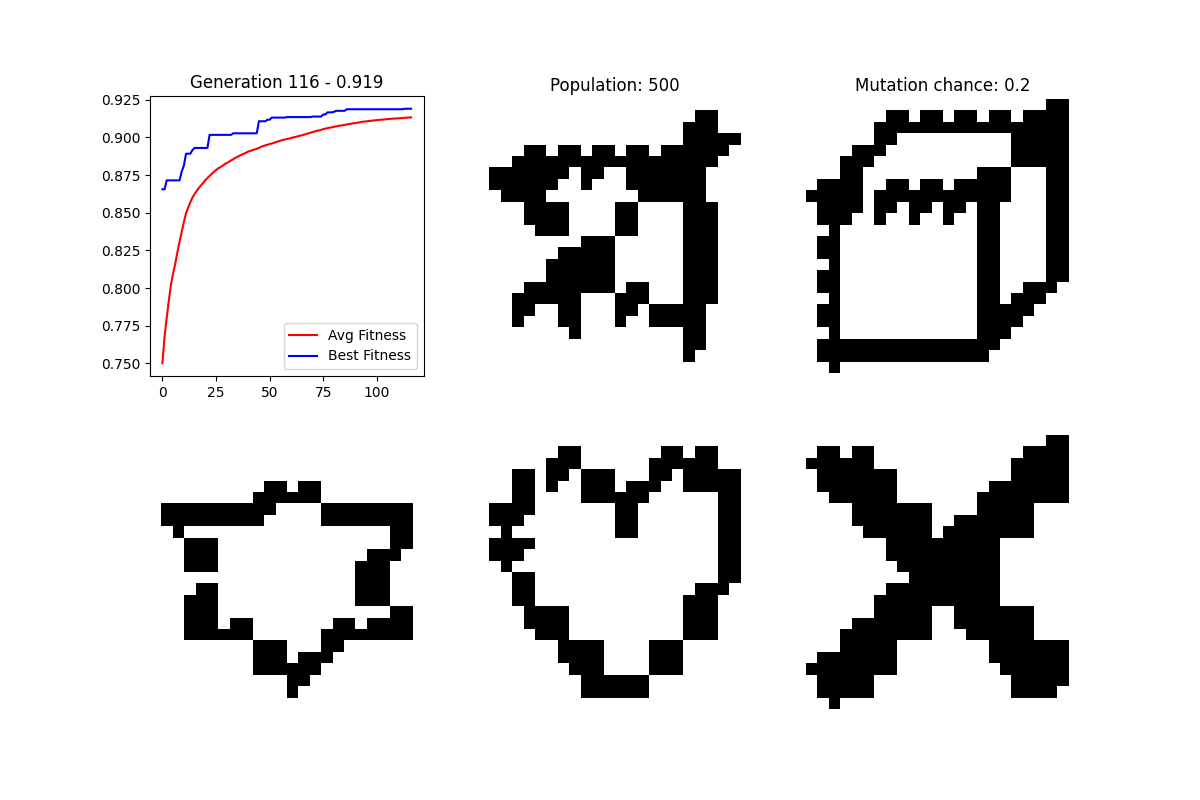 Generation 116 - 0.919
Population: 500
Mutation chance: 0.2
0.925
0.900
0.875
0.850
0.825
0.800
0.775
0.750
Avg Fitness
Best Fitness
0 25 50 75 100